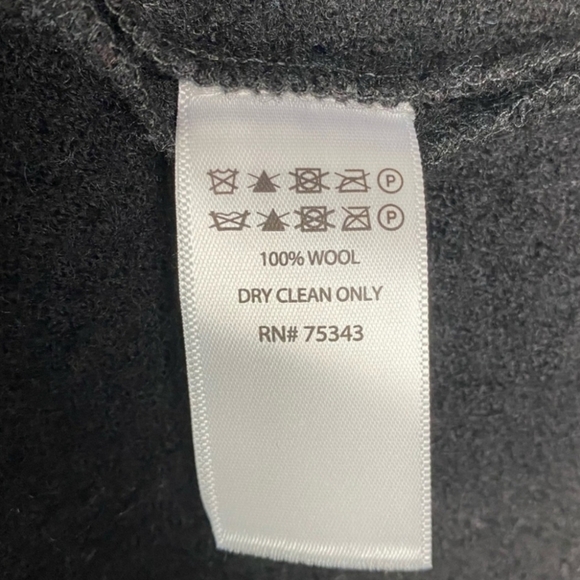 P
P
100% WOOL
DRY CLEAN ONLY
RN# 75343